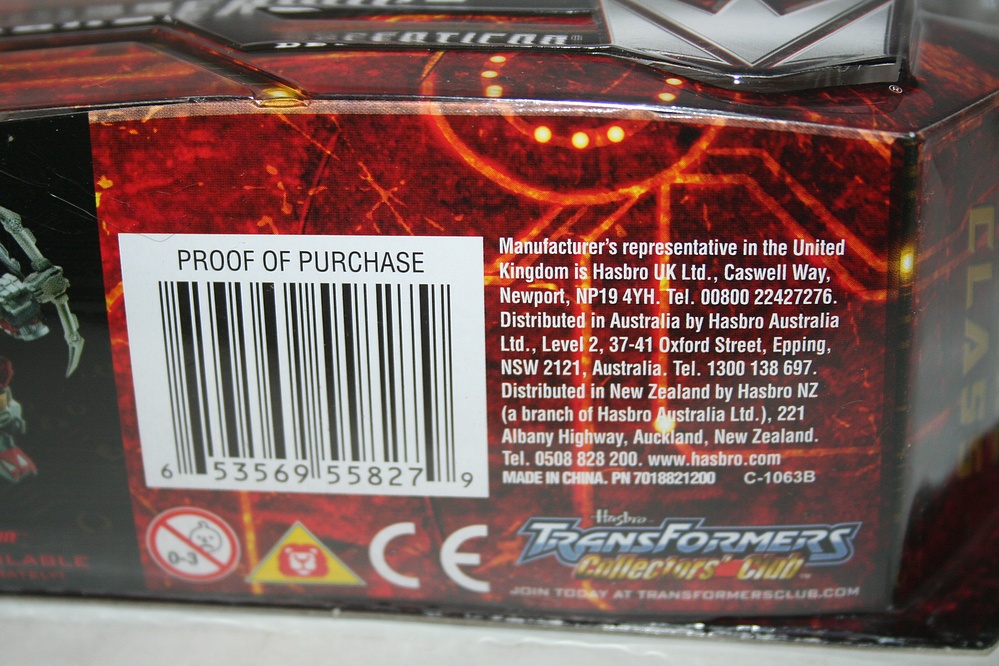 DECEPTICON
®
PROOF OF PURCHASE
6 53569 55827 9
Manufacturer's representative in the United
Kingdom is Hasbro UK Ltd., Caswell Way,
Newport, NP19 4YH. Tel. 00800 22427276.
Distributed in Australia by Hasbro Australia
Ltd., Level 2, 37-41 Oxford Street, Epping,
NSW 2121, Australia. Tel. 1300 138 697.
Distributed in New Zealand by Hasbro NZ
(a branch of Hasbro Australia Ltd.), 221
Albany Highway, Auckland, New Zealand.
Tel. 0508 828 200. www.hasbro.com
MADE IN CHINA. PN 7018821200 C-1063B
0-3
CE
Hasbro
TRANSFORMERS
Collectors' Club™
JOIN TODAY AT TRANSFORMERSCLUB.COM
CLASS